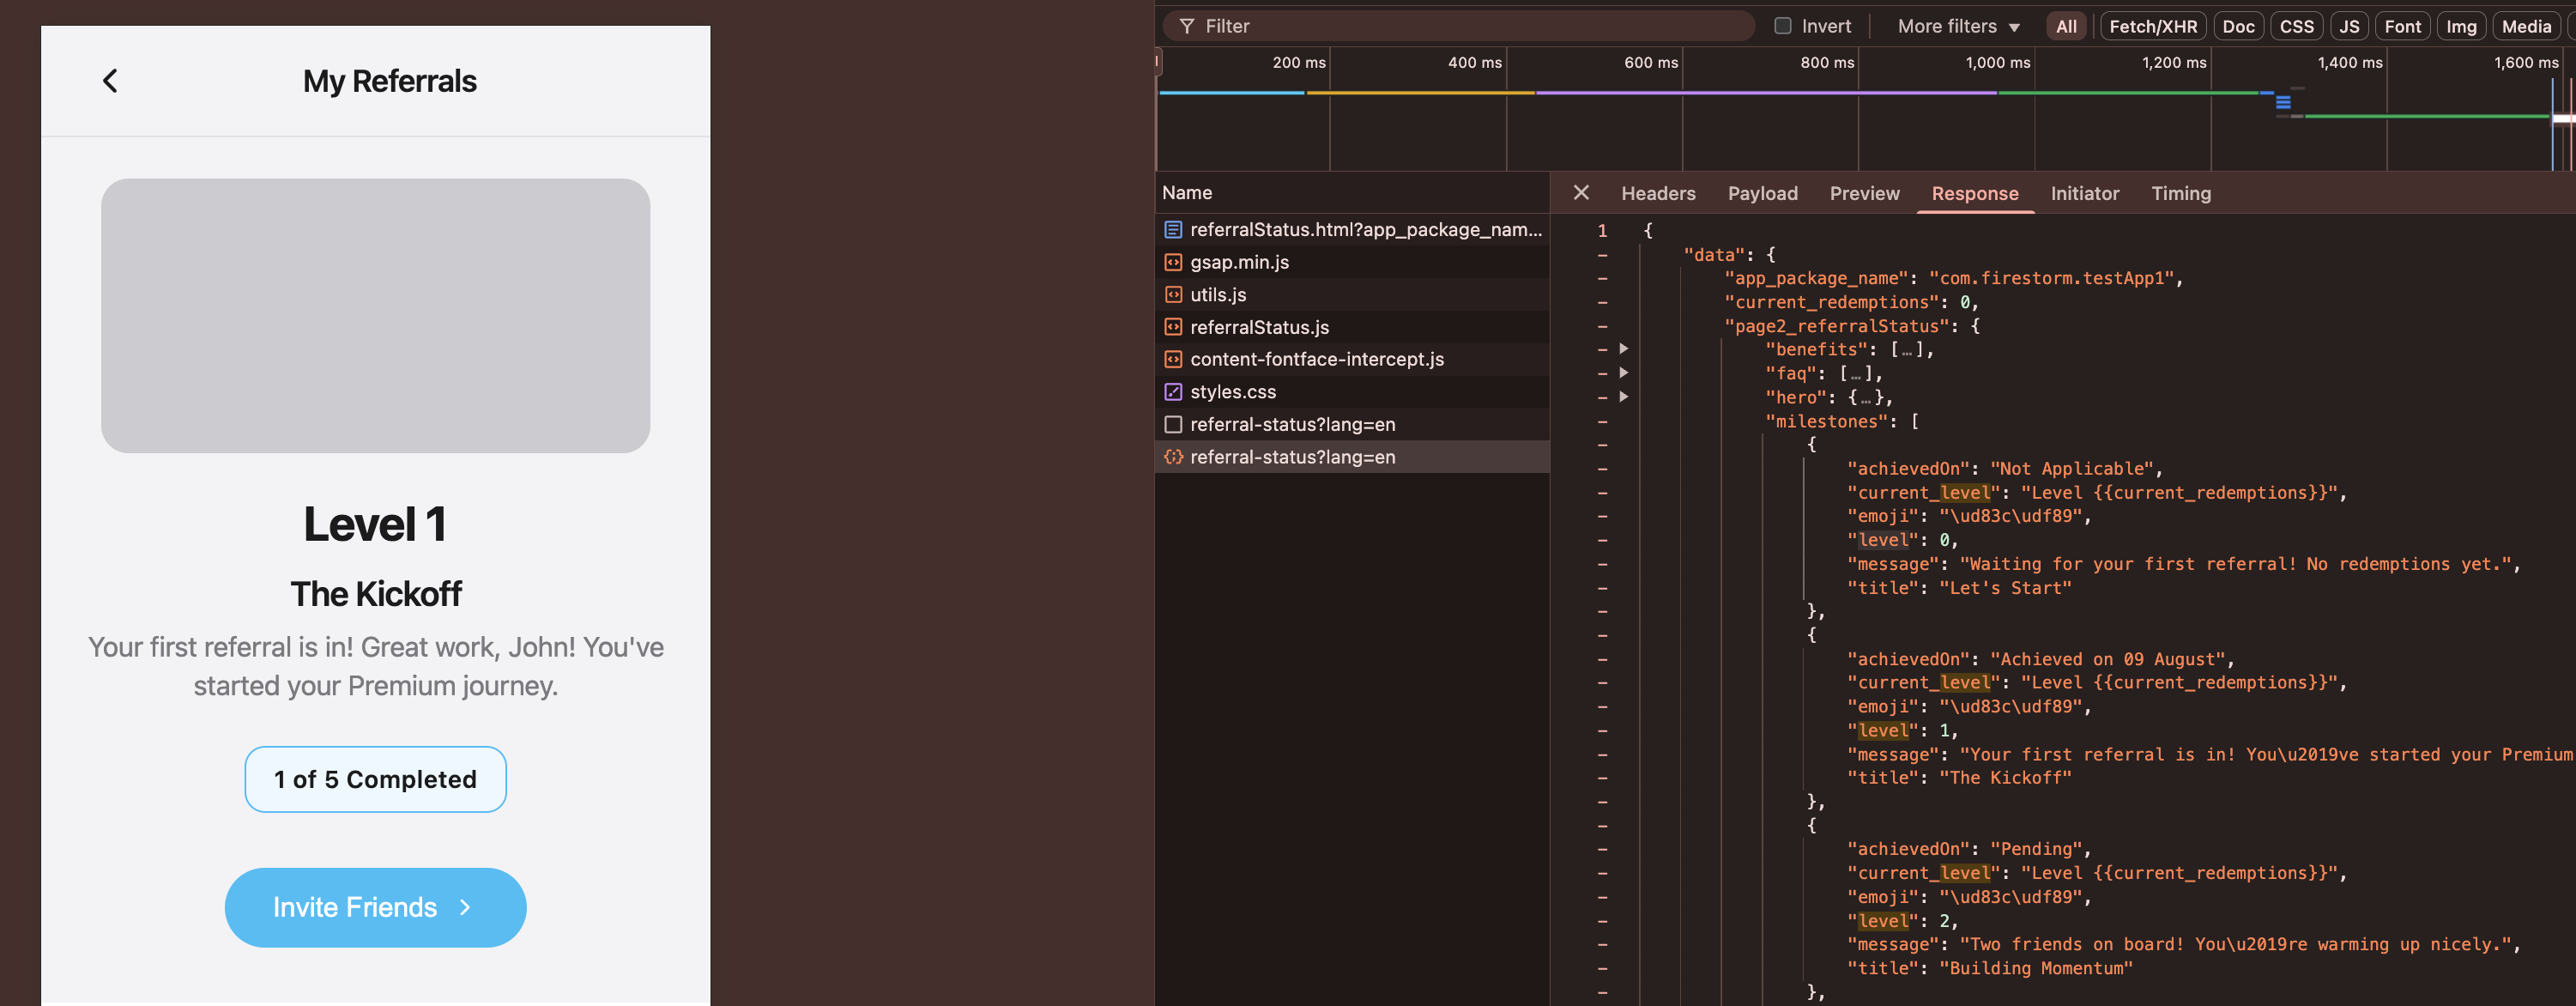 My Referrals
Level 1
The Kickoff
Your first referral is in! Great work, John! You've
started your Premium journey.
1 of 5 Completed
Invite Friends
Filter
Invert
More filters
All
Fetch/XHR
Doc
CSS
JS
Font
Img
Media
200 ms
400 ms
600 ms
800 ms
1,000 ms
1,200 ms
1,400 ms
1,600 ms
Name
referralStatus.html?app_package_nam...
gsap.min.js
utils.js
referralStatus.js
content-fontface-intercept.js
styles.css
referral-status?lang=en
referral-status?lang=en
Headers
Payload
Preview
Response
Initiator
Timing
1 {
"data": {
"app_package_name": "com.firestorm.testApp1",
"current_redemptions": 0,
"page2_referralStatus": {
"benefits": […],
"faq": […],
"hero": {…},
"milestones": [
{
"achievedOn": "Not Applicable",
"current_level": "Level {{current_redemptions}}",
"emoji": "\ud83c\udf89",
"level": 0,
"message": "Waiting for your first referral! No redemptions yet.",
"title": "Let's Start"
},
{
"achievedOn": "Achieved on 09 August",
"current_level": "Level {{current_redemptions}}",
"emoji": "\ud83c\udf89",
"level": 1,
"message": "Your first referral is in! You\u2019ve started your Premium
"title": "The Kickoff"
},
{
"achievedOn": "Pending",
"current_level": "Level {{current_redemptions}}",
"emoji": "\ud83c\udf89",
"level": 2,
"message": "Two friends on board! You\u2019re warming up nicely.",
"title": "Building Momentum"
},